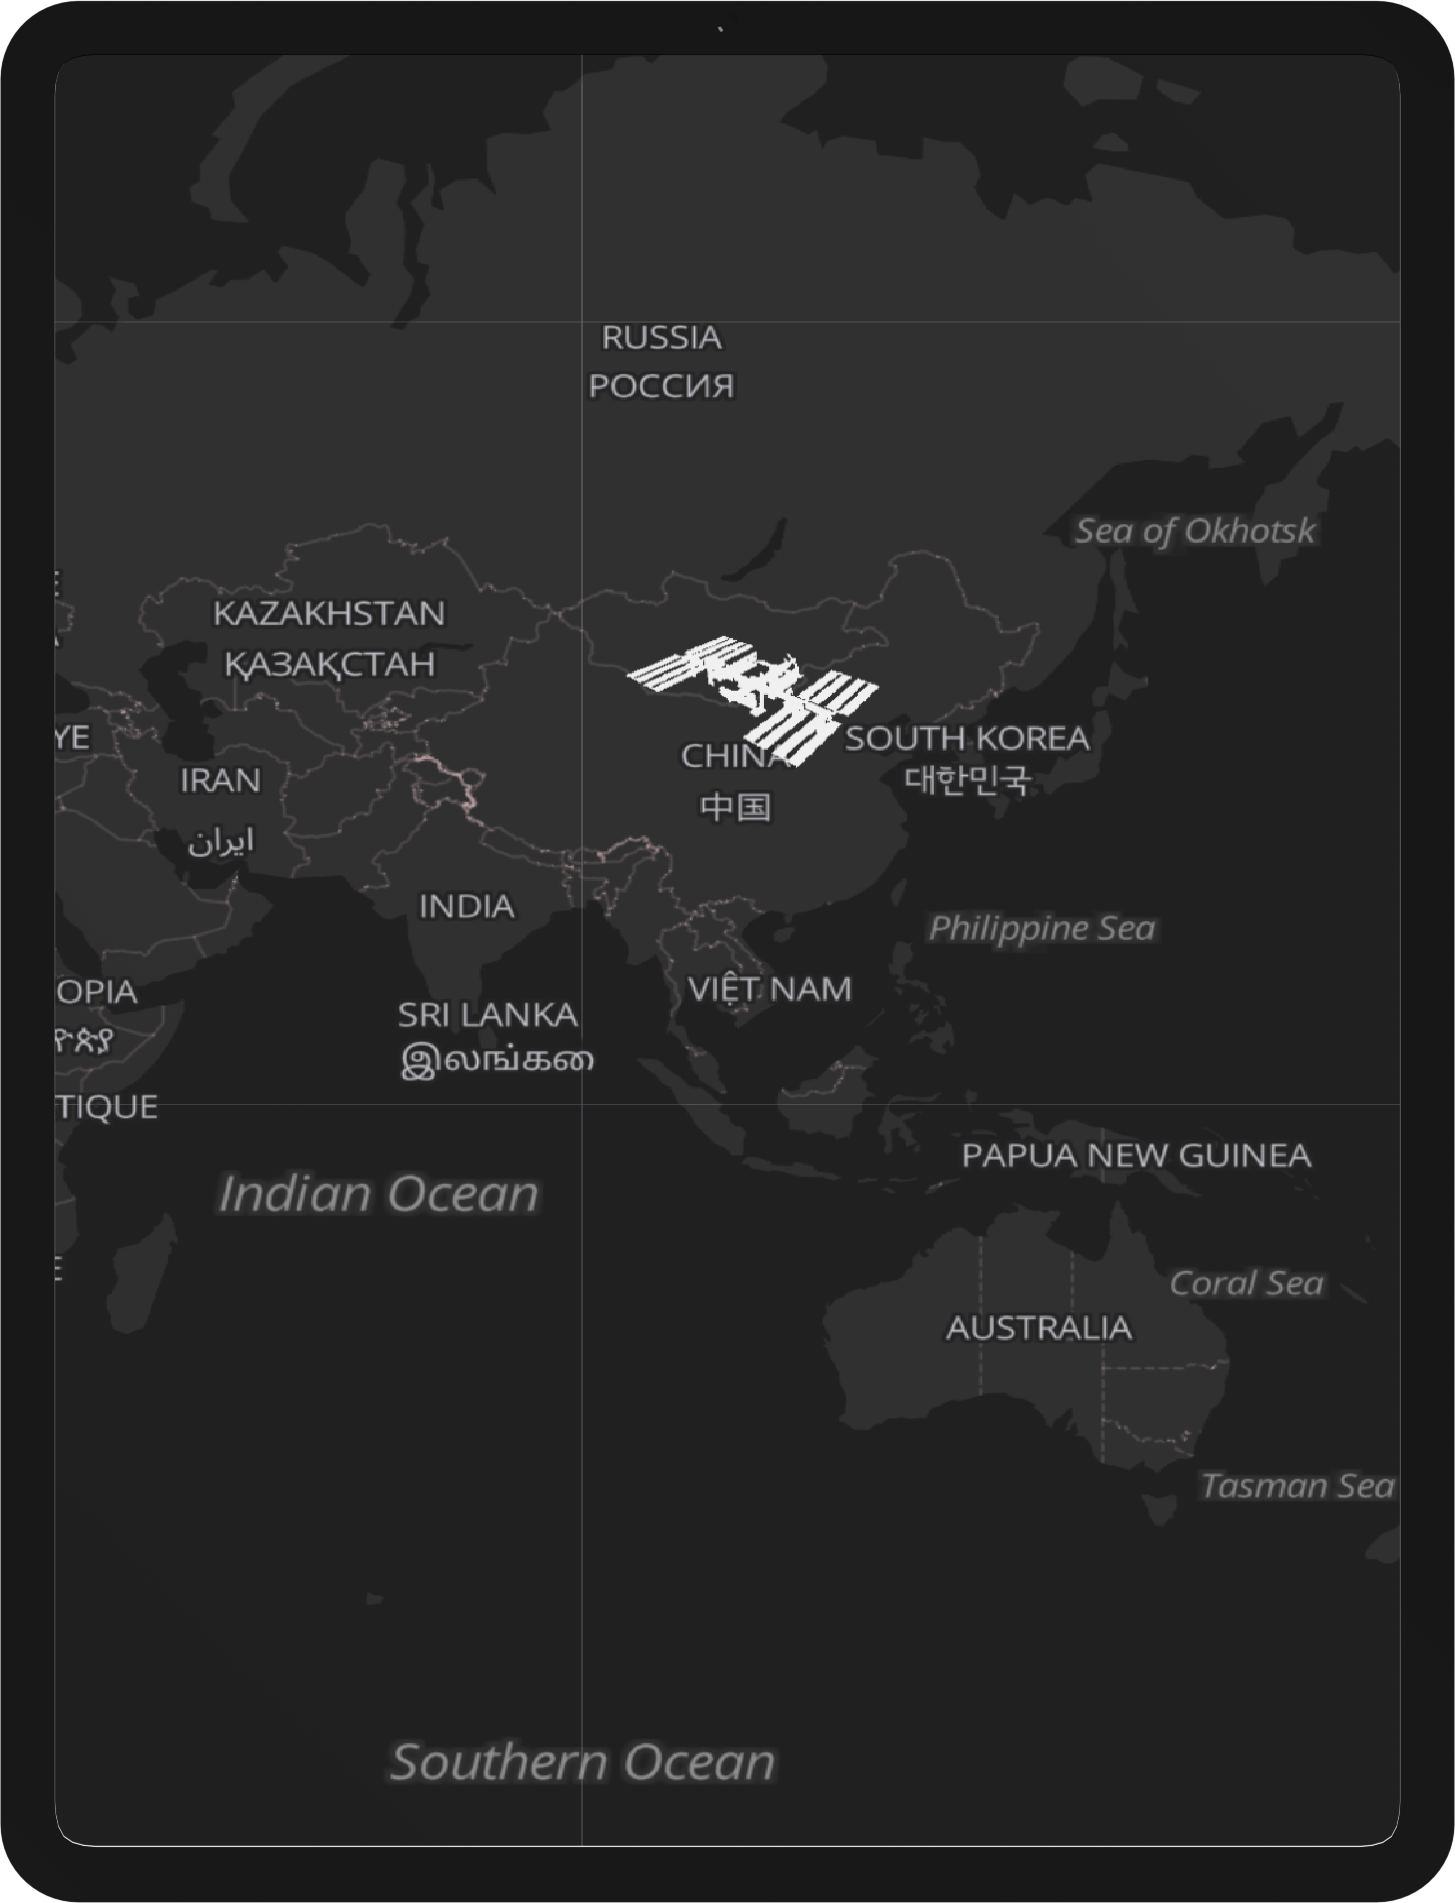 RUSSIA
РОССИЯ
Sea of Okhotsk
KAZAKHSTAN
ҚАЗАҚСТАН
YE
SOUTH KOREA
대한민국
CHINA
中国
IRAN
ایران
INDIA
Philippine Sea
OPIA
VIỆT NAM
SRI LANKA
இலங்கை
TIQUE
PAPUA NEW GUINEA
Indian Ocean
E
Coral Sea
AUSTRALIA
Tasman Sea
Southern Ocean